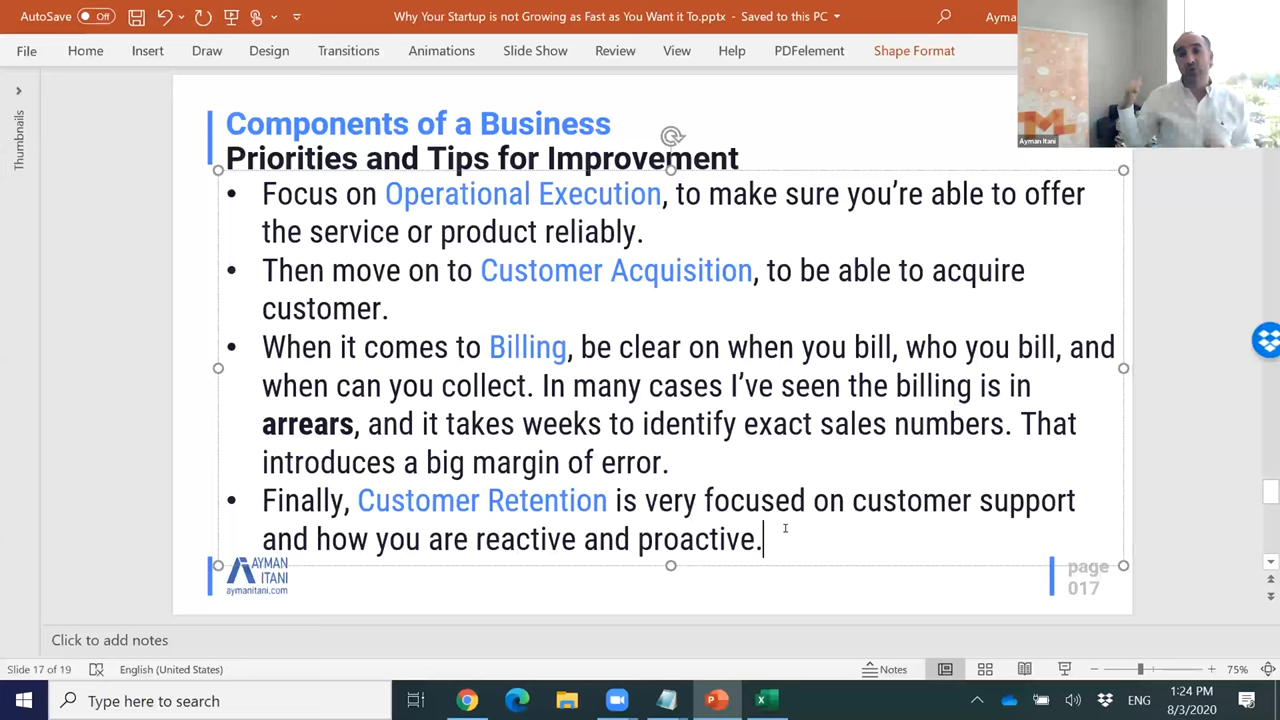 AutoSave Off
Why Your Startup is not Growing as Fast as You Want it To.pptx - Saved to this PC
Ayma
File Home Insert Draw Design Transitions Animations Slide Show Review View Help PDFelement Shape Format
Ayman Itani
Thumbnails
Components of a Business
Priorities and Tips for Improvement
• Focus on Operational Execution, to make sure you’re able to offer
the service or product reliably.
• Then move on to Customer Acquisition, to be able to acquire
customer.
• When it comes to Billing, be clear on when you bill, who you bill, and
when can you collect. In many cases I’ve seen the billing is in
arrears, and it takes weeks to identify exact sales numbers. That
introduces a big margin of error.
• Finally, Customer Retention is very focused on customer support
and how you are reactive and proactive.
AYMAN
ITANI
aymanitani.com
page
017
Click to add notes
Slide 17 of 19 English (United States) Notes 75%
Type here to search
ENG
1:24 PM
8/3/2020